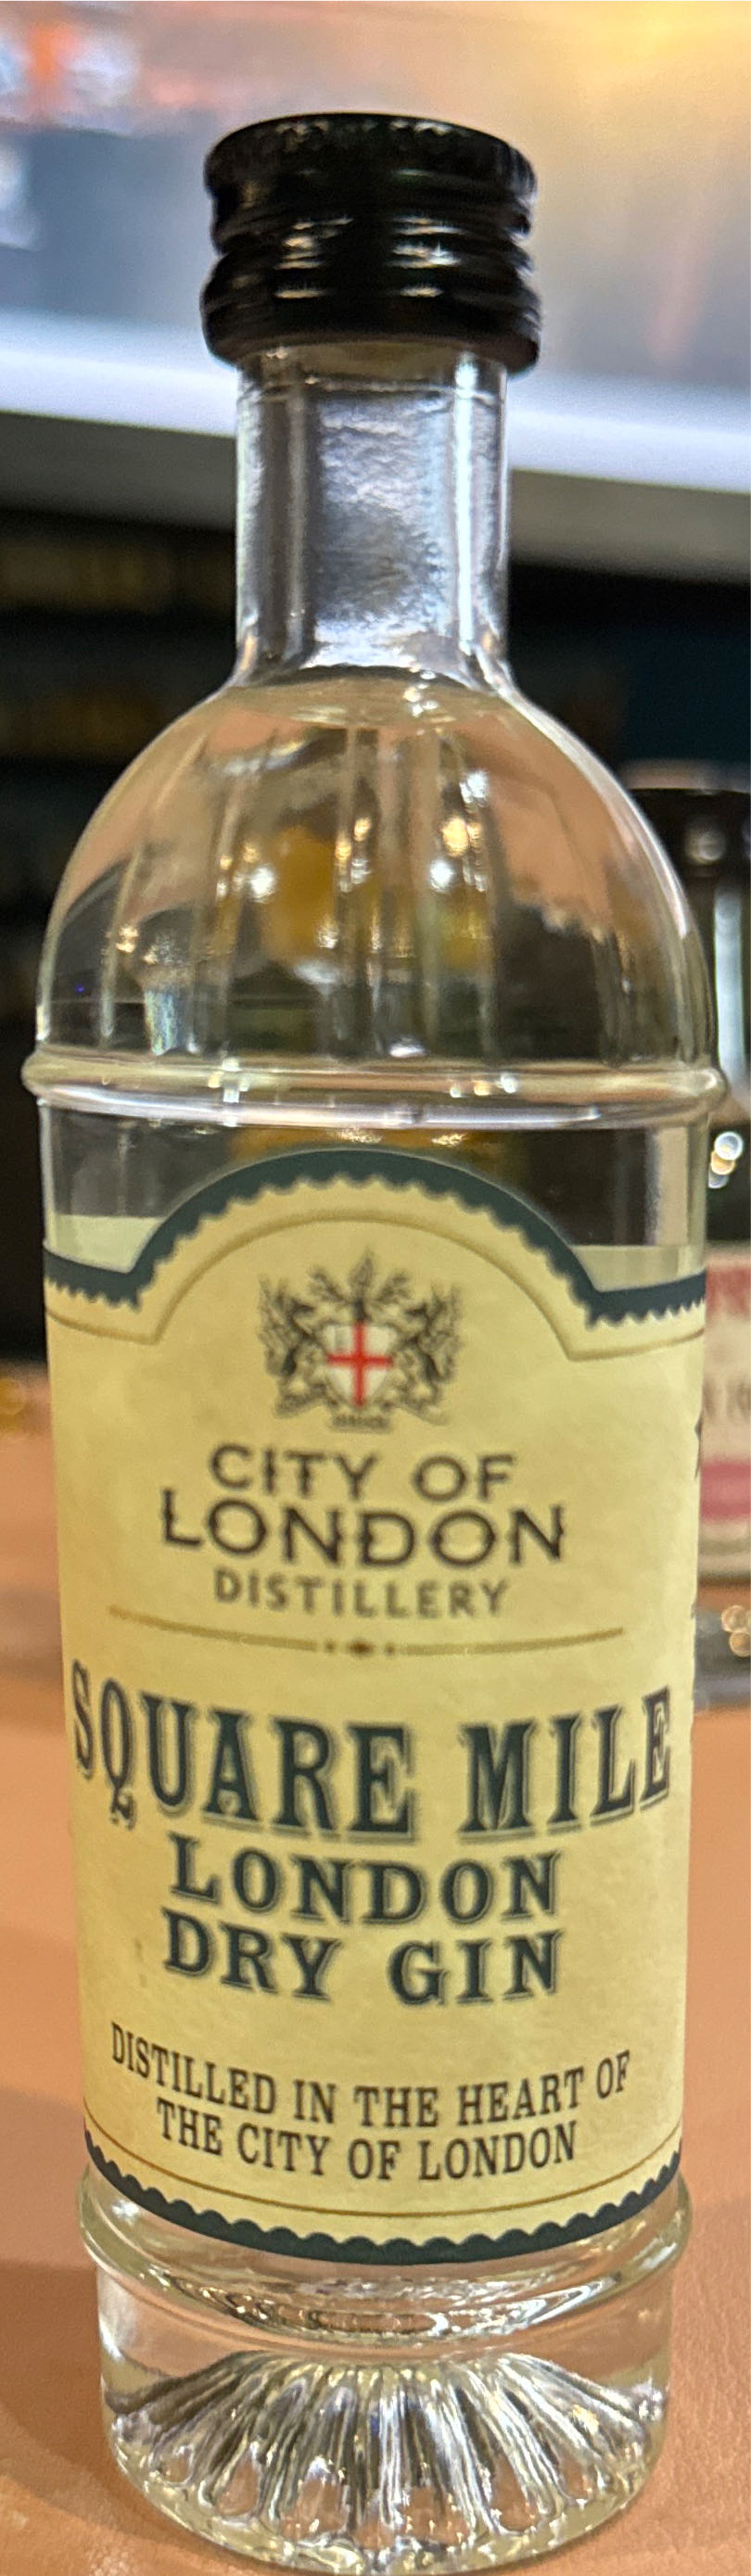 CITY OF
LONDON
DISTILLERY
SQUARE MILE
LONDON
DRY GIN
DISTILLED IN THE HEART OF
THE CITY OF LONDON